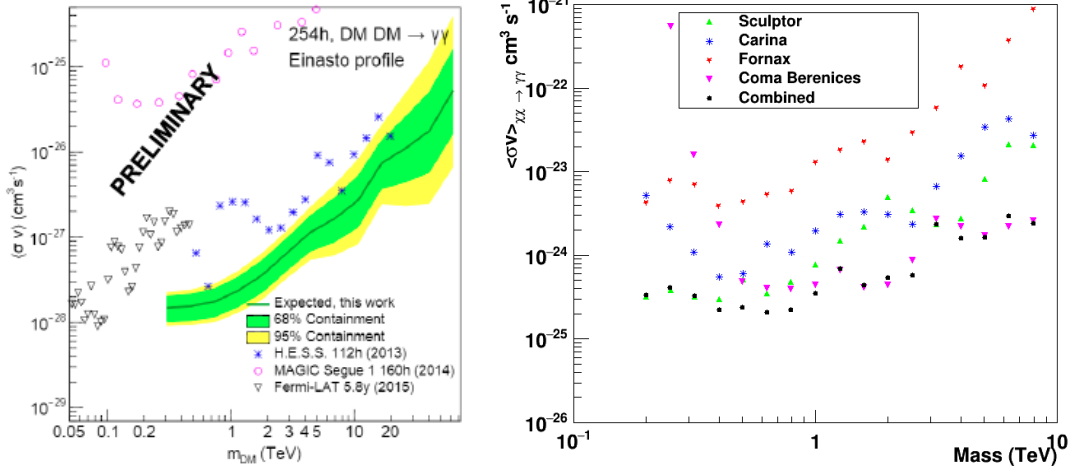 254h, DM DM → γγ
Einasto profile
PRELIMINARY
Expected, this work
68% Containment
95% Containment
H.E.S.S. 112h (2013)
MAGIC Segue 1 160h (2014)
Fermi-LAT 5.8y (2015)
⟨σ v⟩ (cm³s⁻¹)
10⁻²⁵
10⁻²⁶
10⁻²⁷
10⁻²⁸
10⁻²⁹
0.05 0.1 0.2 1 2 3 4 5 10 20
m_DM (TeV)
Sculptor
Carina
Fornax
Coma Berenices
Combined
<σv>χχ → γγ cm³ s⁻¹
10⁻²¹
10⁻²²
10⁻²³
10⁻²⁴
10⁻²⁵
10⁻²⁶
10⁻¹ 1 10
Mass (TeV)